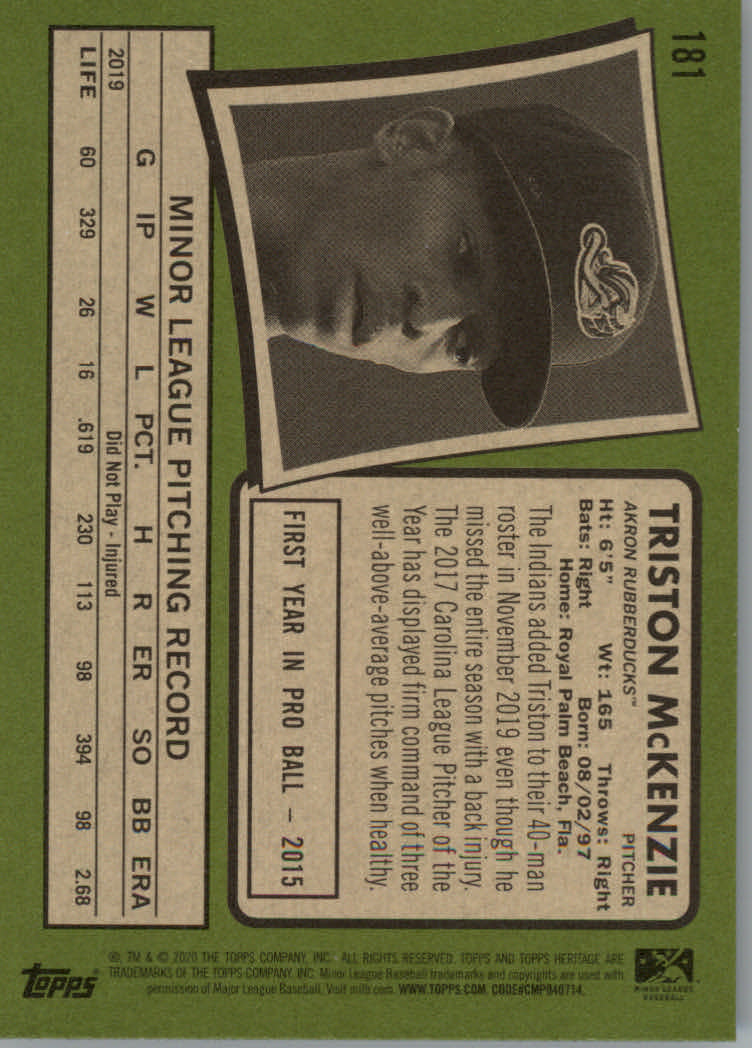 181
TRISTON McKENZIE
AKRON RUBBERDUCKS™ PITCHER
Ht: 6'5" Wt: 165 Throws: Right
Bats: Right Born: 08/02/97
Home: Royal Palm Beach, Fla.
The Indians added Triston to their 40-man
roster in November 2019 even though he
missed the entire season with a back injury.
The 2017 Carolina League Pitcher of the
Year has displayed firm command of three
well-above-average pitches when healthy.
FIRST YEAR IN PRO BALL – 2015
MINOR LEAGUE PITCHING RECORD
G IP W L PCT. H R ER SO BB ERA
2019 Did Not Play - Injured
LIFE 60 329 26 16 .619 230 113 98 394 98 2.68
MINOR LEAGUE
BASEBALL
®, TM & © 2020 THE TOPPS COMPANY, INC. ALL RIGHTS RESERVED. TOPPS AND TOPPS HERITAGE ARE
TRADEMARKS OF THE TOPPS COMPANY, INC. Minor League Baseball trademarks and copyrights are used with
permission of Major League Baseball. Visit milb.com. WWW.TOPPS.COM. CODE#CMP040714.
TOPPS®